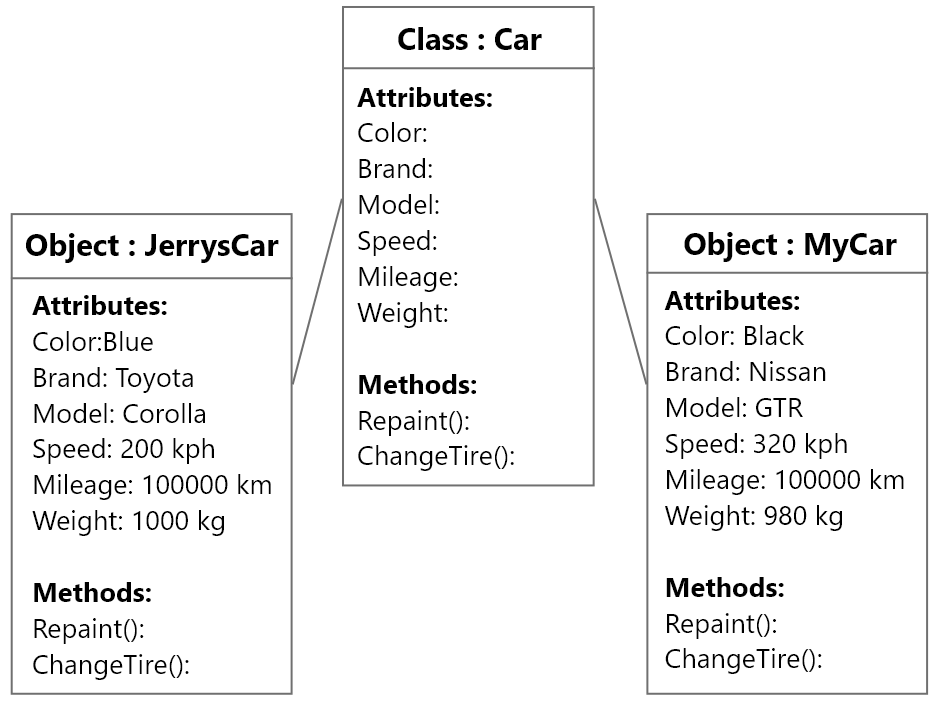 Class : Car
Attributes:
Color:
Brand:
Model:
Speed:
Mileage:
Weight:
Methods:
Repaint():
ChangeTire():
Object : JerrysCar
Attributes:
Color:Blue
Brand: Toyota
Model: Corolla
Speed: 200 kph
Mileage: 100000 km
Weight: 1000 kg
Methods:
Repaint():
ChangeTire():
Object : MyCar
Attributes:
Color: Black
Brand: Nissan
Model: GTR
Speed: 320 kph
Mileage: 100000 km
Weight: 980 kg
Methods:
Repaint():
ChangeTire():